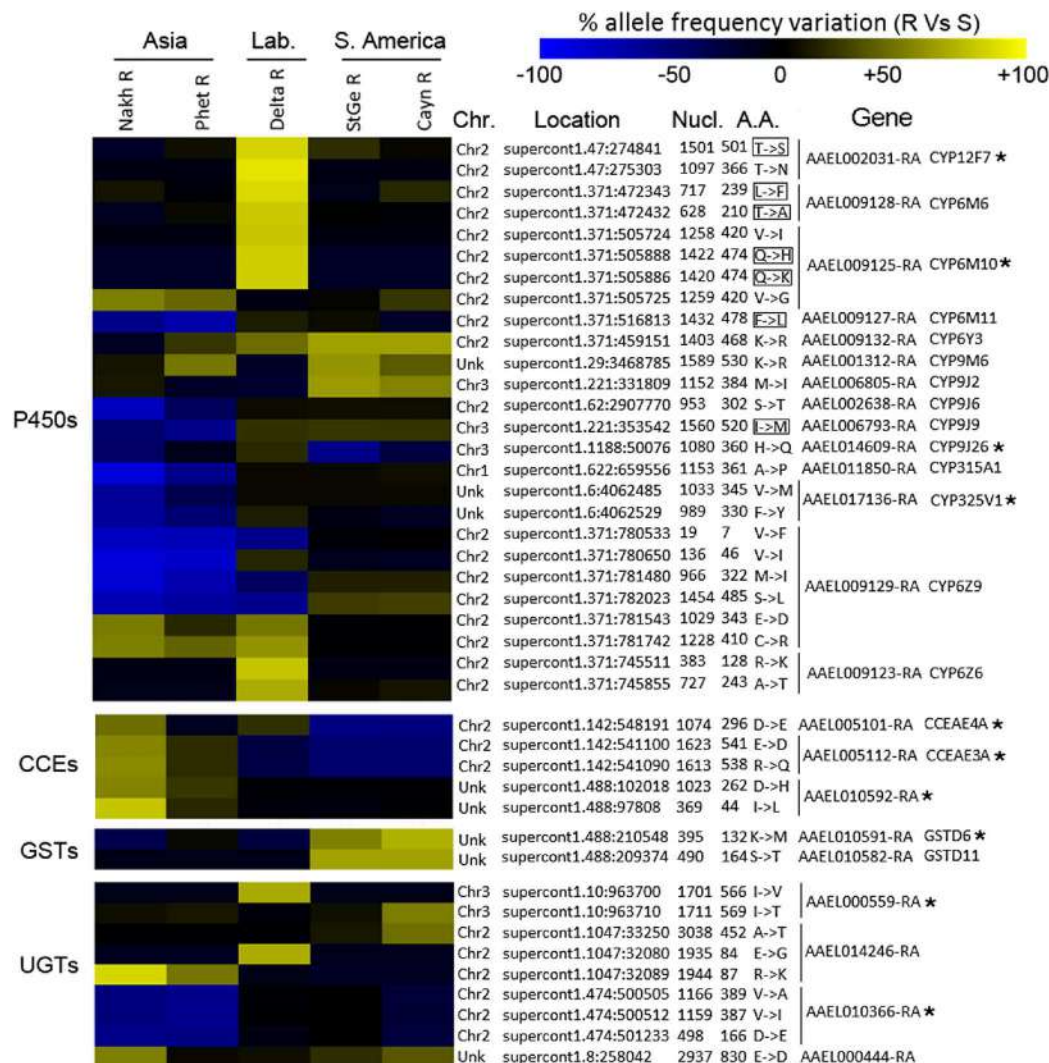 % allele frequency variation (R Vs S)
Asia Lab. S. America
-100 -50 0 +50 +100
Nakh R Phet R Delta R StGe R Cayn R
Chr. Location Nucl. A.A. Gene
P450s
Chr2 supercont1.47:274841 1501 501 T->S AAEL002031-RA CYP12F7 *
Chr2 supercont1.47:275303 1097 366 T->N
Chr2 supercont1.371:472343 717 239 L->F AAEL009128-RA CYP6M6
Chr2 supercont1.371:472432 628 210 T->A
Chr2 supercont1.371:505724 1258 420 V->I AAEL009125-RA CYP6M10 *
Chr2 supercont1.371:505888 1422 474 Q->H
Chr2 supercont1.371:505886 1420 474 Q->K
Chr2 supercont1.371:505725 1259 420 V->G
Chr2 supercont1.371:516813 1432 478 F->L AAEL009127-RA CYP6M11
Chr2 supercont1.371:459151 1403 468 K->R AAEL009132-RA CYP6Y3
Unk supercont1.29:3468785 1589 530 K->R AAEL001312-RA CYP9M6
Chr3 supercont1.221:331809 1152 384 M->I AAEL006805-RA CYP9J2
Chr2 supercont1.62:2907770 953 302 S->T AAEL002638-RA CYP9J6
Chr3 supercont1.221:353542 1560 520 I->M AAEL006793-RA CYP9J9
Chr3 supercont1.1188:50076 1080 360 H->Q AAEL014609-RA CYP9J26 *
Chr1 supercont1.622:659556 1153 361 A->P AAEL011850-RA CYP315A1
Unk supercont1.6:4062485 1033 345 V->M AAEL017136-RA CYP325V1 *
Unk supercont1.6:4062529 989 330 F->Y
Chr2 supercont1.371:780533 19 7 V->F AAEL009129-RA CYP6Z9
Chr2 supercont1.371:780650 136 46 V->I
Chr2 supercont1.371:781480 966 322 M->I
Chr2 supercont1.371:782023 1454 485 S->L
Chr2 supercont1.371:781543 1029 343 E->D
Chr2 supercont1.371:781742 1228 410 C->R
Chr2 supercont1.371:745511 383 128 R->K AAEL009123-RA CYP6Z6
Chr2 supercont1.371:745855 727 243 A->T
CCEs
Chr2 supercont1.142:548191 1074 296 D->E AAEL005101-RA CCEAE4A *
Chr2 supercont1.142:541100 1623 541 E->D AAEL005112-RA CCEAE3A *
Chr2 supercont1.142:541090 1613 538 R->Q
Unk supercont1.488:102018 1023 262 D->H AAEL010592-RA *
Unk supercont1.488:97808 369 44 I->L
GSTs
Unk supercont1.488:210548 395 132 K->M AAEL010591-RA GSTD6 *
Unk supercont1.488:209374 490 164 S->T AAEL010582-RA GSTD11
UGTs
Chr3 supercont1.10:963700 1701 566 I->V AAEL000559-RA *
Chr3 supercont1.10:963710 1711 569 I->T
Chr2 supercont1.1047:33250 3038 452 A->T AAEL014246-RA
Chr2 supercont1.1047:32080 1935 84 E->G
Chr2 supercont1.1047:32089 1944 87 R->K
Chr2 supercont1.474:500505 1166 389 V->A AAEL010366-RA *
Chr2 supercont1.474:500512 1159 387 V->I
Chr2 supercont1.474:501233 498 166 D->E
Unk supercont1.8:258042 2937 830 E->D AAEL000444-RA